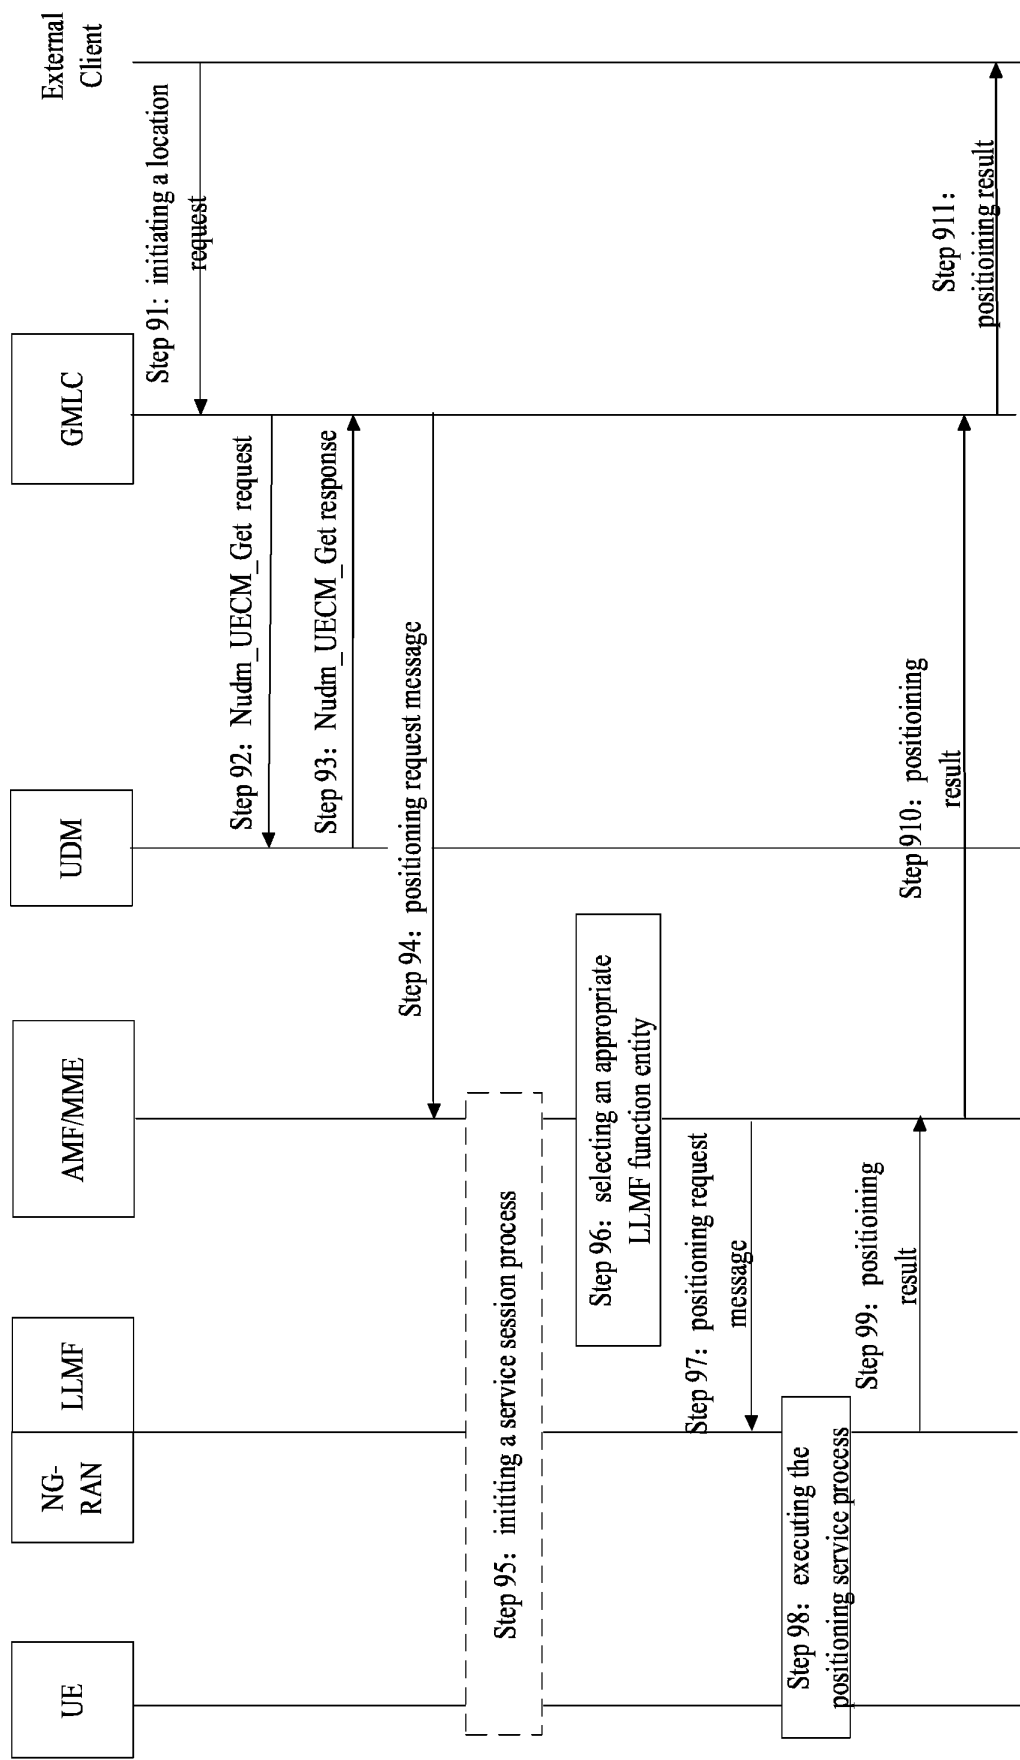 UE
NG-
RAN
LLMF
AMF/MME
UDM
GMLC
External
Client
Step 91: initiating a location
request
Step 92: Nudm_UECM_Get request
Step 93: Nudm_UECM_Get response
Step 94: positioning request message
Step 95: inititing a service session process
Step 96: selecting an appropriate
LLMF function entity
Step 97: positioning request
message
Step 98: executing the
positioning service process
Step 99: positioining
result
Step 910: positioining
result
Step 911:
positioining result